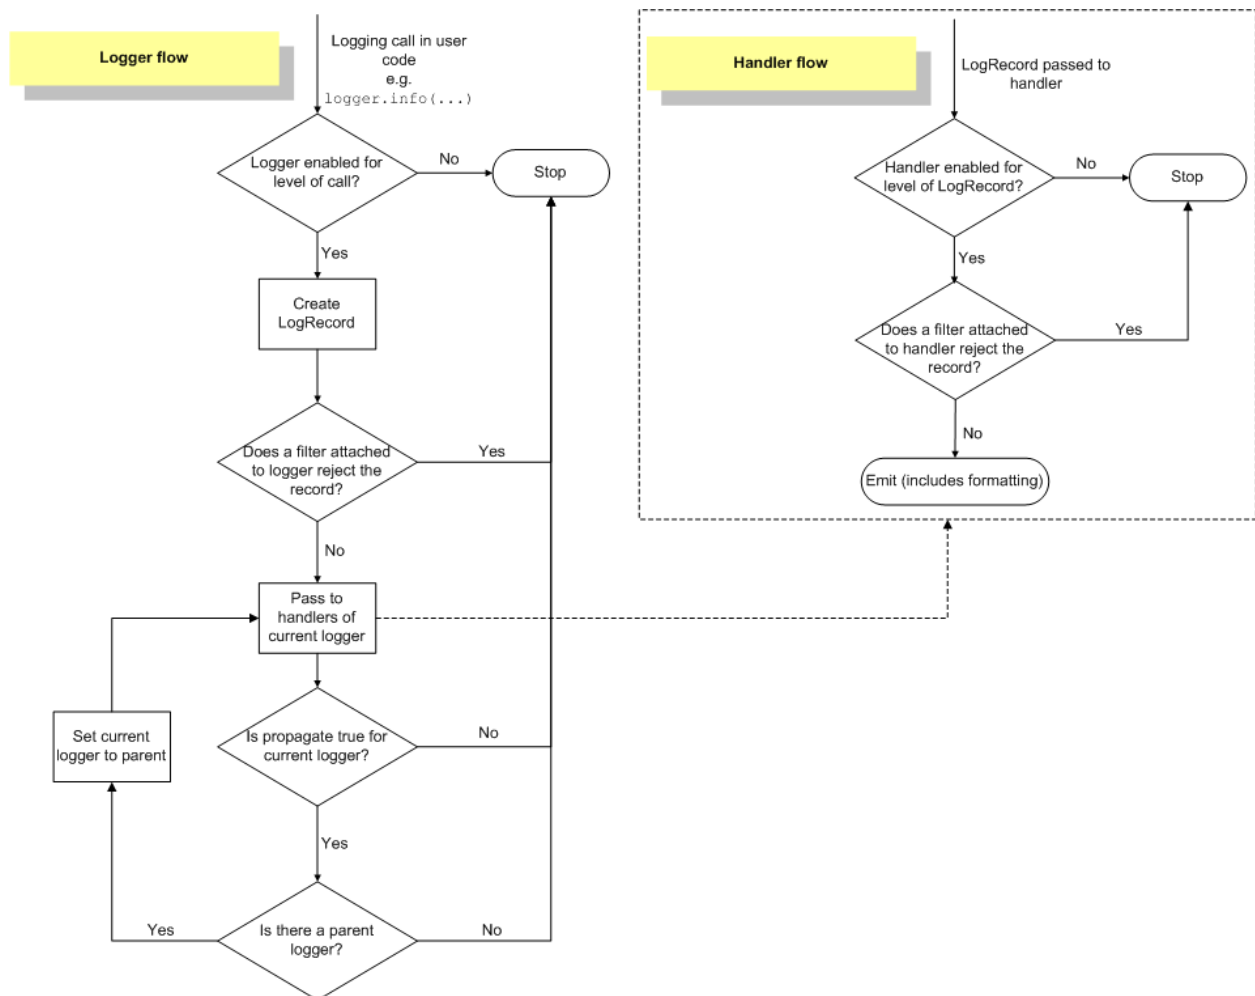 Logger flow
Logging call in user
code
e.g.
logger.info(...)
Logger enabled for
level of call?
No
Stop
Yes
Create
LogRecord
Does a filter attached
to logger reject the
record?
Yes
No
Pass to
handlers of
current logger
Is propagate true for
current logger?
No
Set current
logger to parent
Yes
Is there a parent
logger?
Yes
No
Handler flow
LogRecord passed to
handler
Handler enabled for
level of LogRecord?
No
Stop
Yes
Does a filter attached
to handler reject the
record?
Yes
No
Emit (includes formatting)